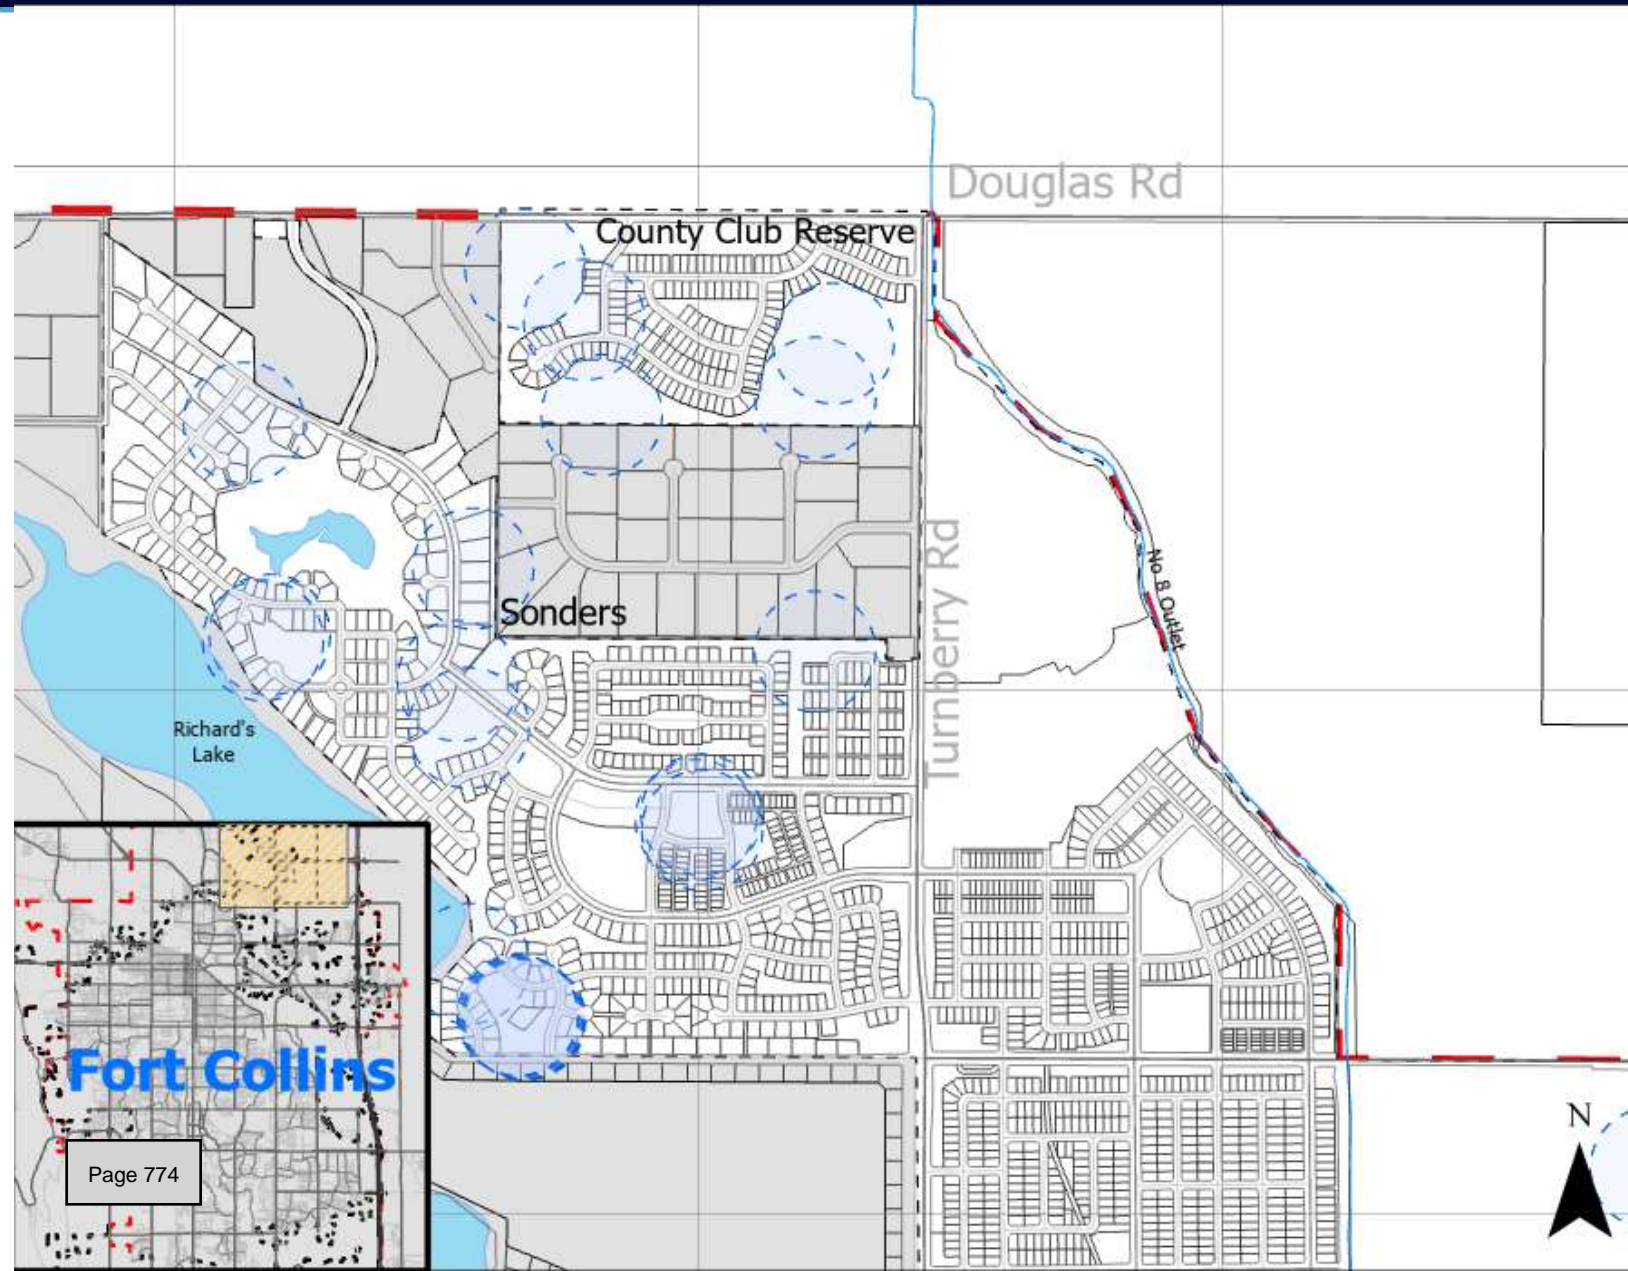 Douglas Rd
County Club Reserve
Turnberry Rd
No 8 Outlet
Sonders
Richard's
Lake
Fort Collins
Page 774
N